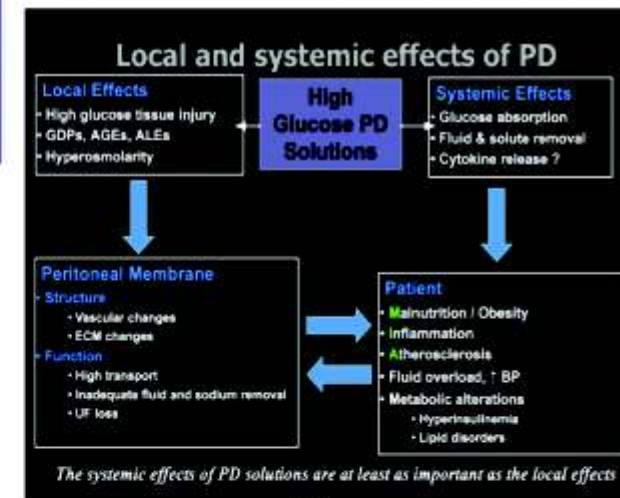 Local and systemic effects of PD
Local Effects
• High glucose tissue injury
• GDPs, AGEs, ALEs
• Hyperosmolarity
High
Glucose PD
Solutions
Systemic Effects
• Glucose absorption
• Fluid & solute removal
• Cytokine release ?
Peritoneal Membrane
• Structure
• Vascular changes
• ECM changes
• Function
• High transport
• Inadequate fluid and sodium removal
• UF loss
Patient
• Malnutrition / Obesity
• Inflammation
• Atherosclerosis
• Fluid overload, ↑ BP
• Metabolic alterations
• Hyperinsulinemia
• Lipid disorders
The systemic effects of PD solutions are at least as important as the local effects